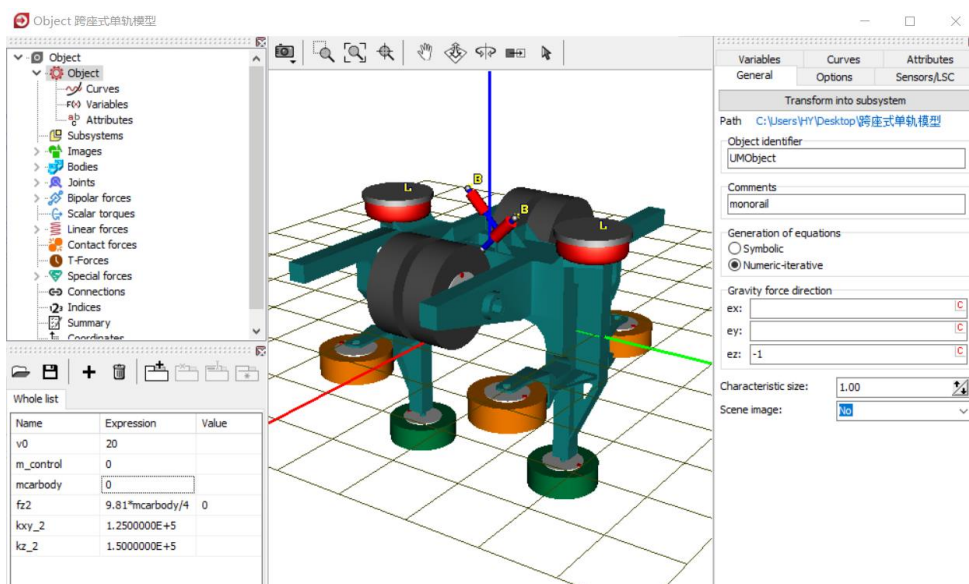 Object 跨座式单轨模型
Object
Object
Curves
F(x) Variables
ab c Attributes
Subsystems
Images
Bodies
Joints
Bipolar forces
Scalar torques
Linear forces
Contact forces
T-Forces
Special forces
Connections
Indices
Summary
Coordinates
Whole list
Name Expression Value
v0 20
m_control 0
mcarbody 0
fz2 9.81*mcarbody/4 0
kxy_2 1.2500000E+5
kz_2 1.5000000E+5
L
B
B
L
Variables Curves Attributes
General Options Sensors/LSC
Transform into subsystem
Path C:\Users\HY\Desktop\跨座式单轨模型
Object identifier
UMObject
Comments
monorail
Generation of equations
Symbolic
Numeric-iterative
Gravity force direction
ex: C
ey: C
ez: -1 C
Characteristic size: 1.00
Scene image: No